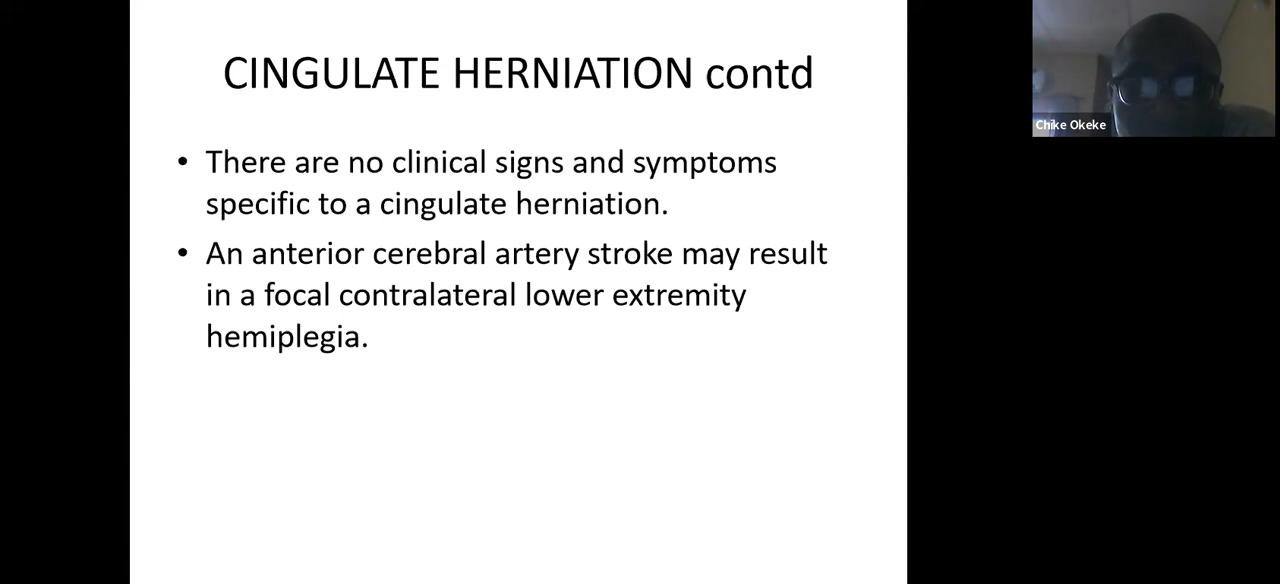 CINGULATE HERNIATION contd
• There are no clinical signs and symptoms
specific to a cingulate herniation.
• An anterior cerebral artery stroke may result
in a focal contralateral lower extremity
hemiplegia.
Chike Okeke